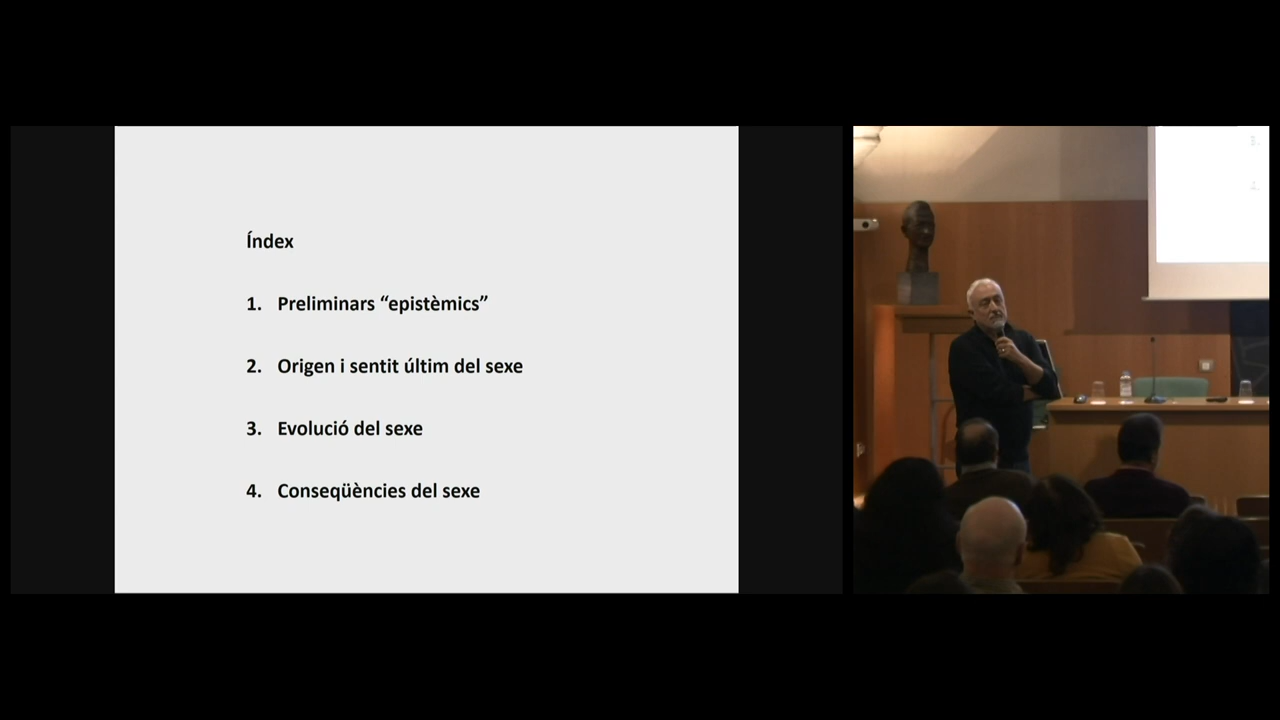 Índex
1. Preliminars “epistèmics”
2. Origen i sentit últim del sexe
3. Evolució del sexe
4. Conseqüències del sexe